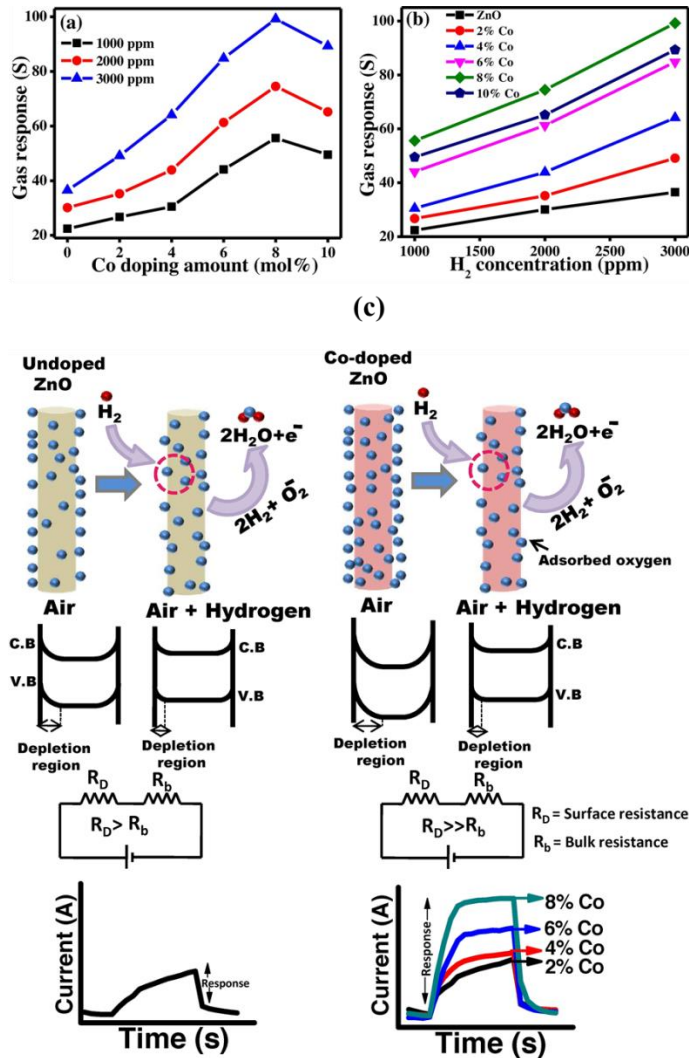 (a)
1000 ppm
2000 ppm
3000 ppm
Gas response (S)
100
80
60
40
20
0 2 4 6 8 10
Co doping amount (mol%)
(b)
ZnO
2% Co
4% Co
6% Co
8% Co
10% Co
Gas response (S)
100
80
60
40
20
1000 1500 2000 2500 3000
H2 concentration (ppm)
(c)
Undoped
ZnO
H2
2H2O+e-
2H2+ O2-
Air
Air + Hydrogen
C.B
V.B
C.B
V.B
Depletion
region
Depletion
region
RD
Rb
RD> Rb
Current (A)
Response
Time (s)
Co-doped
ZnO
H2
2H2O+e-
2H2+ O2-
Adsorbed oxygen
Air
Air + Hydrogen
C.B
V.B
Depletion
region
Depletion
region
RD
Rb
RD>>Rb
RD = Surface resistance
Rb = Bulk resistance
Current (A)
Response
8% Co
6% Co
4% Co
2% Co
Time (s)